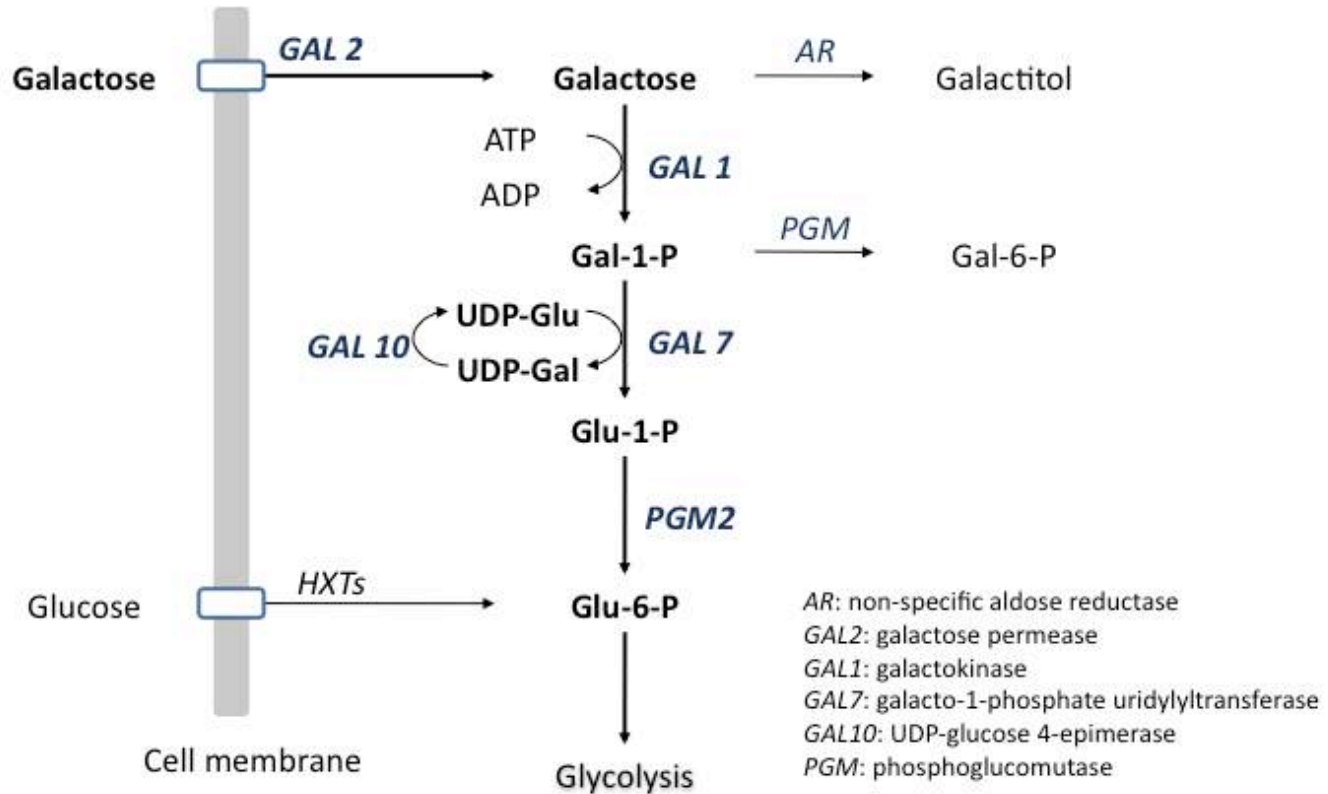 GAL 2
AR
Galactose
Galactose
Galactitol
ATP
GAL 1
ADP
PGM
Gal-1-P
Gal-6-P
UDP-Glu
GAL 10
GAL 7
UDP-Gal
Glu-1-P
PGM2
HXTs
Glucose
Glu-6-P
AR: non-specific aldose reductase
GAL2: galactose permease
GAL1: galactokinase
GAL7: galacto-1-phosphate uridylyltransferase
GAL10: UDP-glucose 4-epimerase
PGM: phosphoglucomutase
Cell membrane
Glycolysis